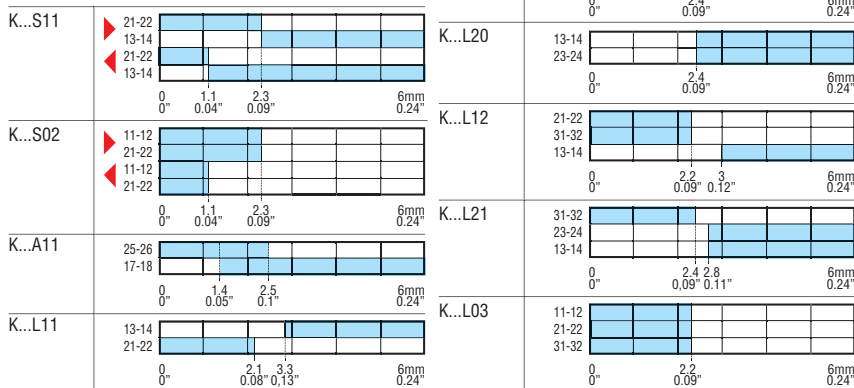 K...S11
21-22
13-14
21-22
13-14
0 1.1 2.3 6mm
0" 0.04" 0.09" 0.24"
K...S02
11-12
21-22
11-12
21-22
0 1.1 2.3 6mm
0" 0.04" 0.09" 0.24"
K...A11
25-26
17-18
0 1.4 2.5 6mm
0" 0.05" 0.1" 0.24"
K...L11
13-14
21-22
0 2.1 3.3 6mm
0" 0.08" 0,13" 0.24"
0" 0.09" 0.24"
K...L20
13-14
23-24
0 2.4 6mm
0" 0.09" 0.24"
K...L12
21-22
31-32
13-14
0 2.2 3 6mm
0" 0.09" 0.12" 0.24"
K...L21
31-32
23-24
13-14
0 2.4 2.8 6mm
0" 0,09" 0.11" 0.24"
K...L03
11-12
21-22
31-32
0 2.2 6mm
0" 0.09" 0.24"